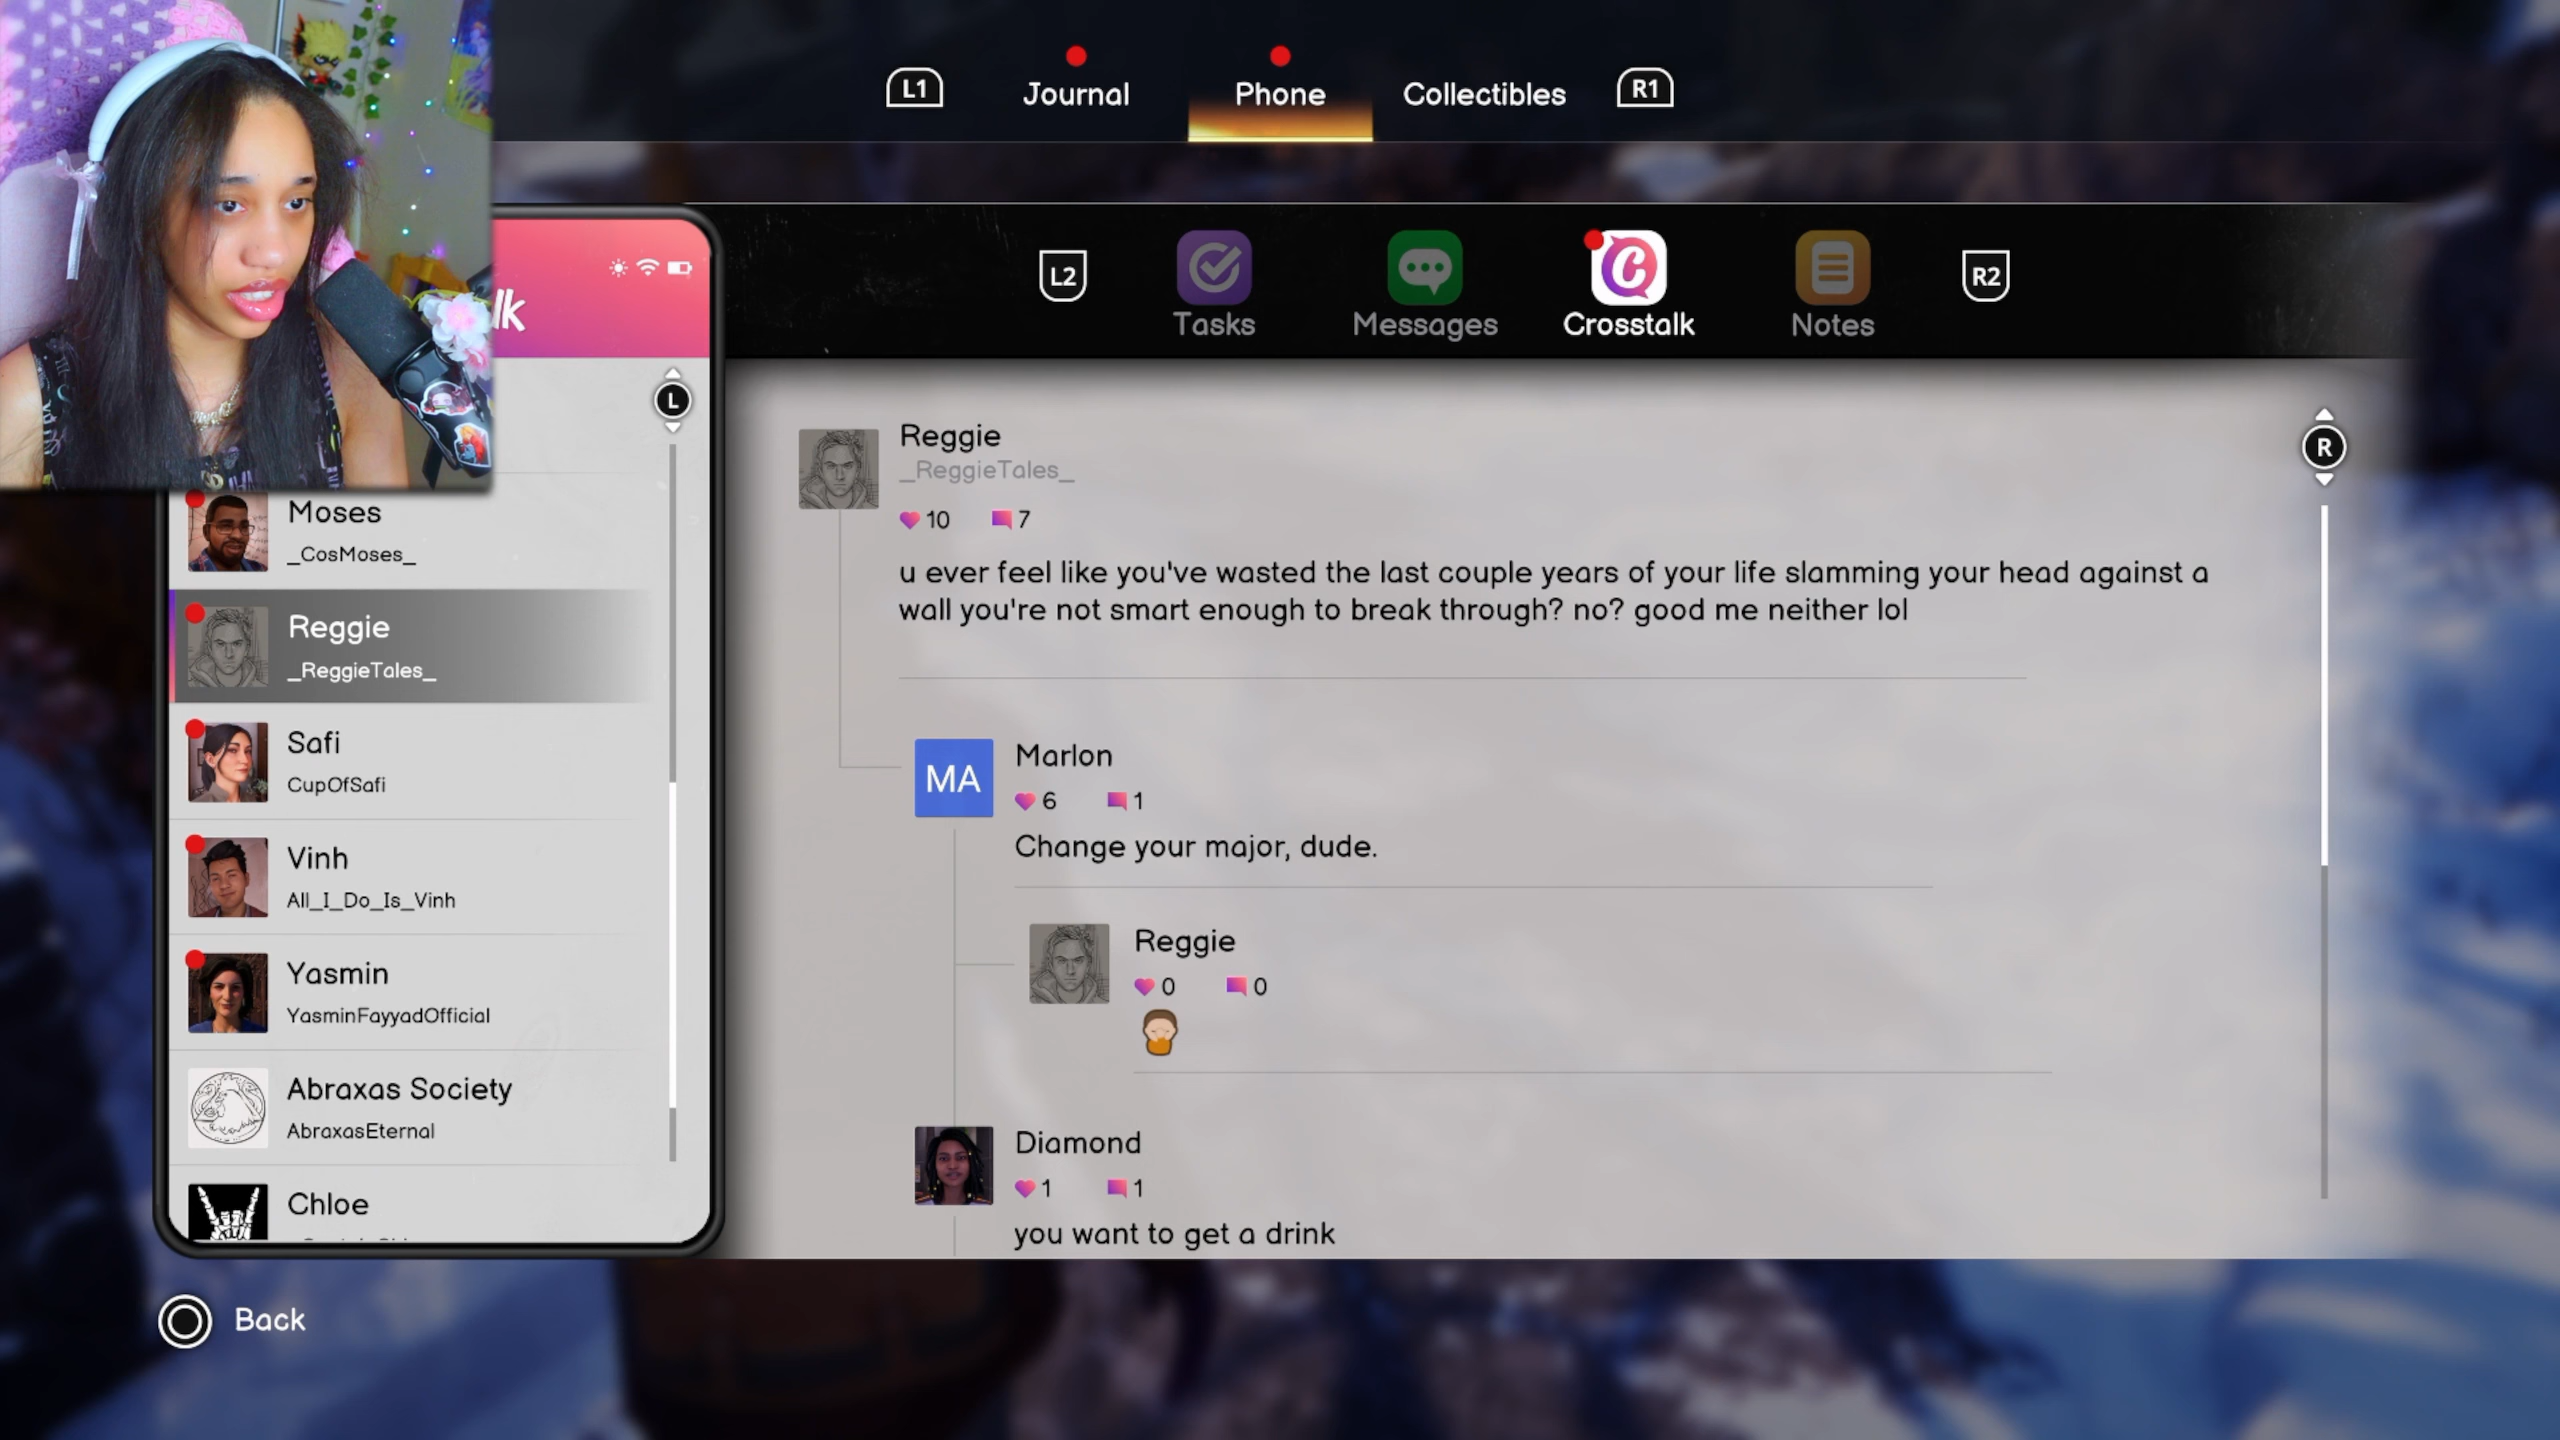 L1
Journal
Phone
Collectibles
R1
L2
Tasks
Messages
Crosstalk
Notes
R2
lk
L
Moses
_CosMoses_
Reggie
_ReggieTales_
Safi
CupOfSafi
Vinh
All_I_Do_Is_Vinh
Yasmin
YasminFayyadOfficial
Abraxas Society
AbraxasEternal
Chloe
R
Reggie
_ReggieTales_
10 7
u ever feel like you've wasted the last couple years of your life slamming your head against a
wall you're not smart enough to break through? no? good me neither lol
MA
Marlon
6 1
Change your major, dude.
Reggie
0 0
Diamond
1 1
you want to get a drink
Back